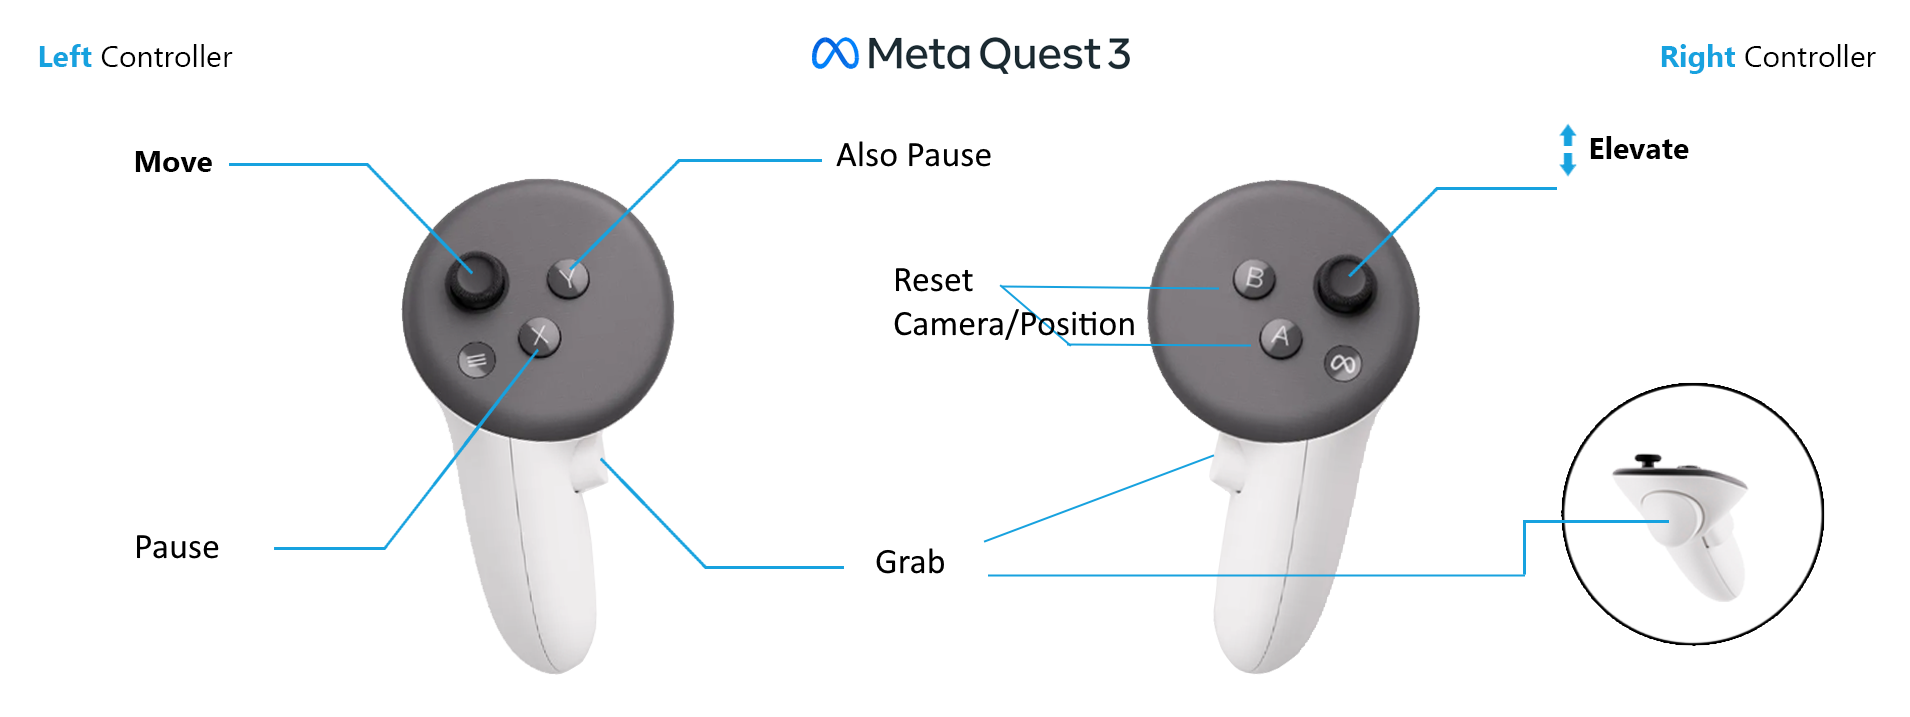 Left Controller
Meta Quest 3
Right Controller
Move
Also Pause
Elevate
Reset
Camera/Position
Y
X
B
A
Pause
Grab